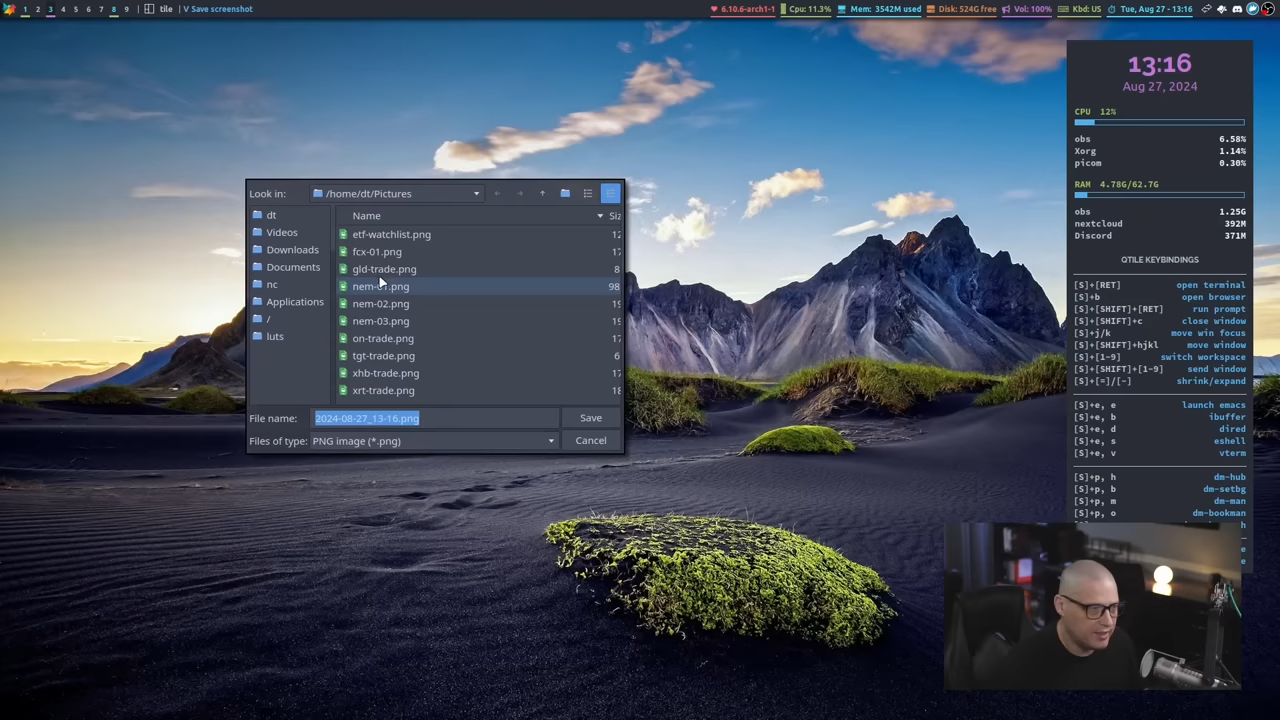 1 2 3 4 5 6 7 8 9 tile V Save screenshot
6.10.6-arch1-1 Cpu: 11.3% Mem: 3542M used Disk: 524G free Vol: 100% Kbd: US Tue, Aug 27 - 13:16
13:16
Aug 27, 2024
CPU 12%
obs 6.58%
Xorg 1.14%
picom 0.30%
RAM 4.78G/62.7G
obs 1.25G
nextcloud 392M
Discord 371M
QTILE KEYBINDINGS
[S]+[RET] open terminal
[S]+b open browser
[S]+[SHIFT]+[RET] run prompt
[S]+[SHIFT]+c close window
[S]+j/k move win focus
[S]+[SHIFT]+hjkl move window
[S]+[1-9] switch workspace
[S]+[SHIFT]+[1-9] send window
[S]+[=]/[-] shrink/expand
[S]+e, e launch emacs
[S]+e, b ibuffer
[S]+e, d dired
[S]+e, s eshell
[S]+e, v vterm
[S]+p, h dm-hub
[S]+p, b dm-setbg
[S]+p, m dm-man
[S]+p, o dm-bookman
Look in: /home/dt/Pictures
dt
Videos
Downloads
Documents
nc
Applications
/
luts
Name
etf-watchlist.png
fcx-01.png
gld-trade.png
nem-02.png
nem-03.png
on-trade.png
tgt-trade.png
xhb-trade.png
xrt-trade.png
File name: 2024-08-27_13-16.png Save
Files of type: PNG image (*.png) Cancel